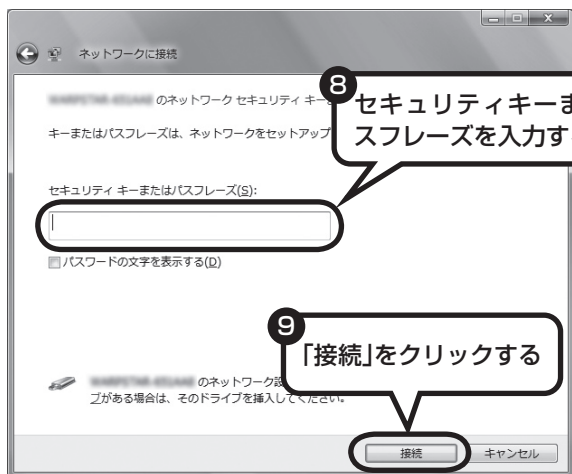 ネットワークに接続
のネットワーク セキュリティ キー
8
セキュリティキーま
スフレーズを入力す
キーまたはパスフレーズは、ネットワークをセットアップ
セキュリティ キーまたはパスフレーズ(S):
パスワードの文字を表示する(D)
9
「接続」をクリックする
のネットワーク設
ブがある場合は、そのドライブを挿入してください。
接続
キャンセル